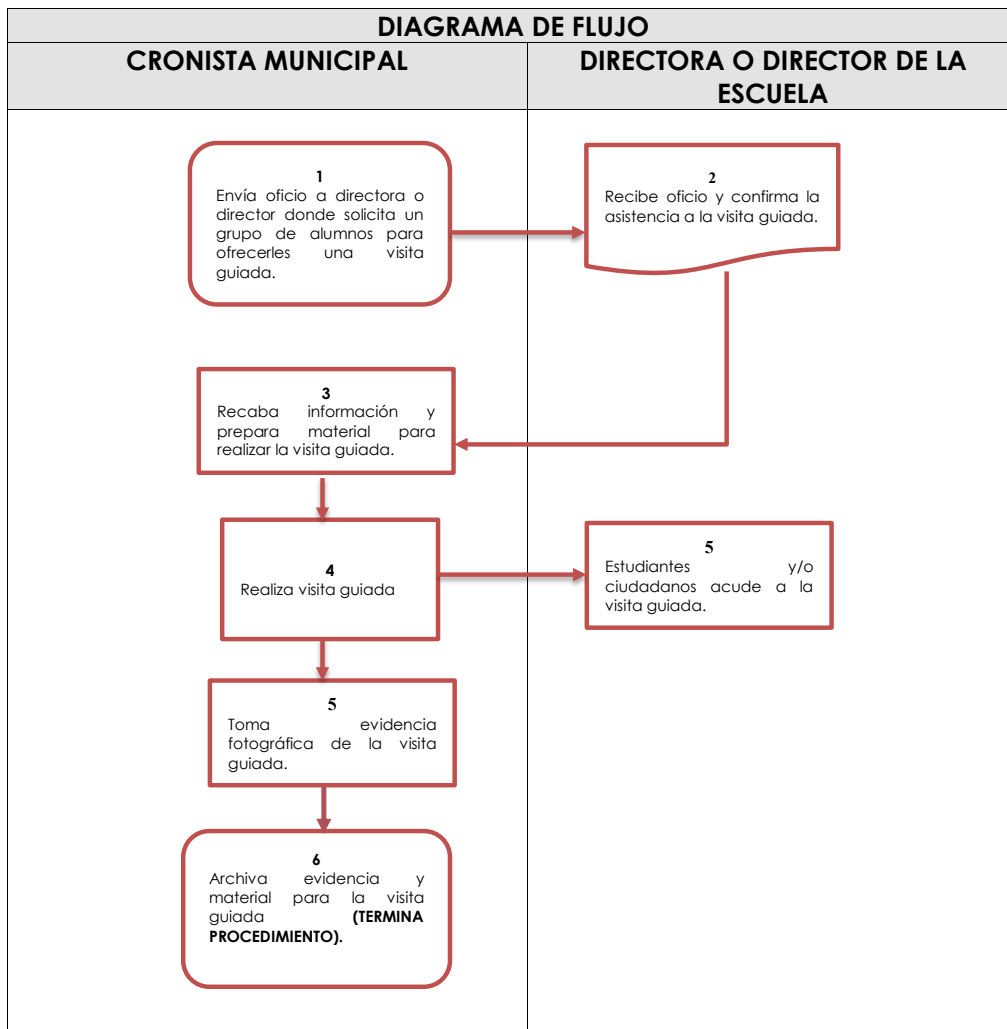 DIAGRAMA DE FLUJO
CRONISTA MUNICIPAL
DIRECTORA O DIRECTOR DE LA
ESCUELA
1
Envía oficio a directora o
director donde solicita un
grupo de alumnos para
ofrecerles una visita
guiada.
2
Recibe oficio y confirma la
asistencia a la visita guiada.
3
Recaba información y
prepara material para
realizar la visita guiada.
4
Realiza visita guiada
5
Estudiantes y/o
ciudadanos acude a la
visita guiada.
5
Toma evidencia
fotográfica de la visita
guiada.
6
Archiva evidencia y
material para la visita
guiada (TERMINA
PROCEDIMIENTO).